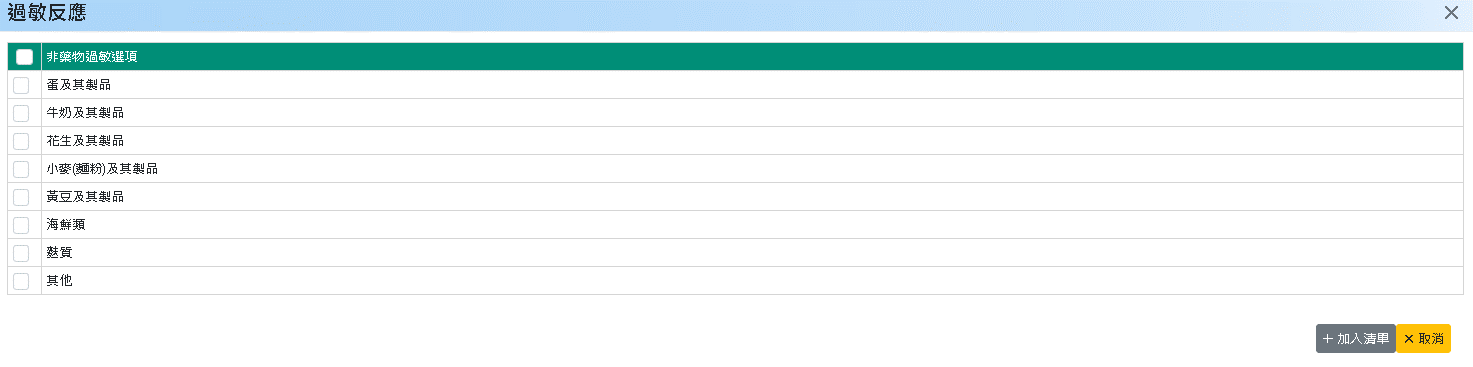 過敏反應
非藥物過敏選項
蛋及其製品
牛奶及其製品
花生及其製品
小麥(麵粉)及其製品
黃豆及其製品
海鮮類
麩質
其他
+ 加入清單 × 取消